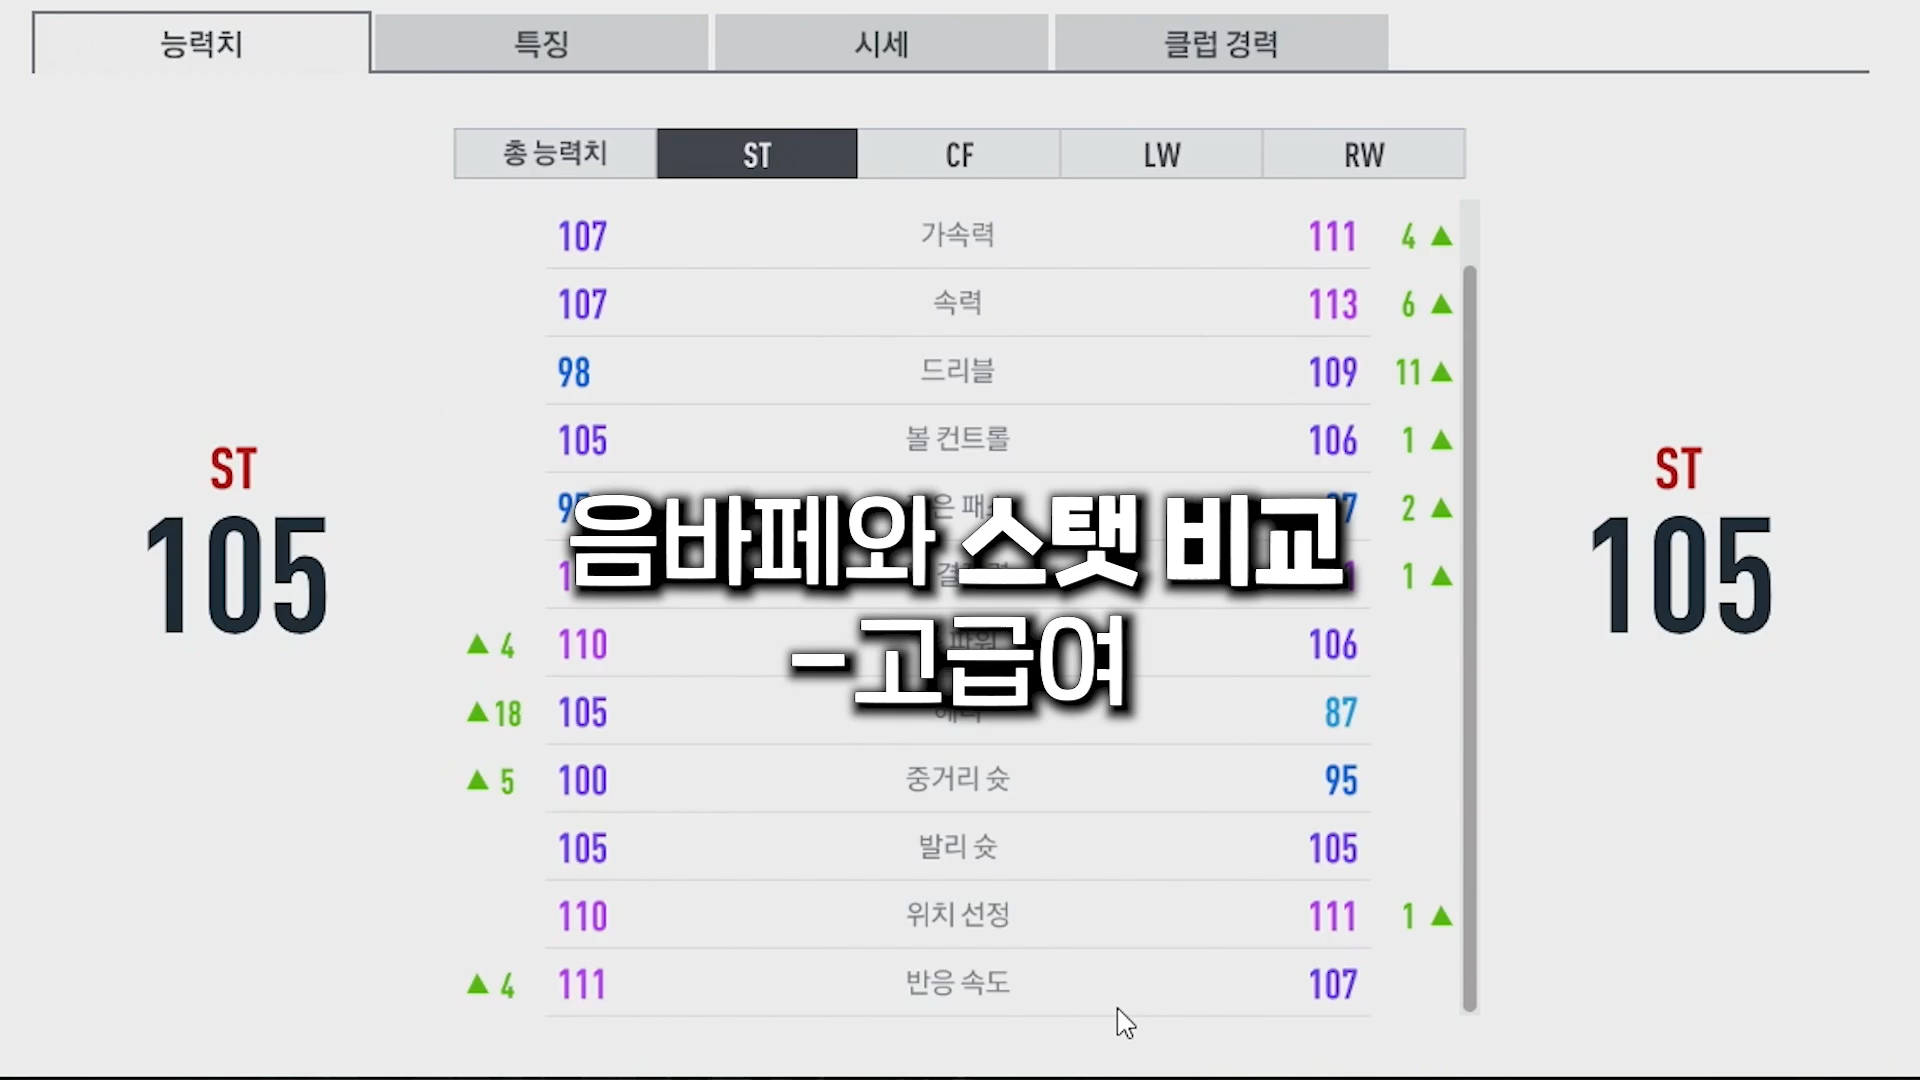 능력치 특징 시세 클럽 경력
총 능력치 ST CF LW RW
107 가속력 111 4 ▲
107 속력 113 6 ▲
98 드리블 109 11 ▲
105 볼 컨트롤 106 1 ▲
2 ▲
음바페와 스탯 비교
1 ▲
ST
105
ST
105
▲ 4 110 106
-고급여
▲ 18 105 87
▲ 5 100 중거리 슛 95
105 발리 슛 105
110 위치 선정 111 1 ▲
▲ 4 111 반응 속도 107